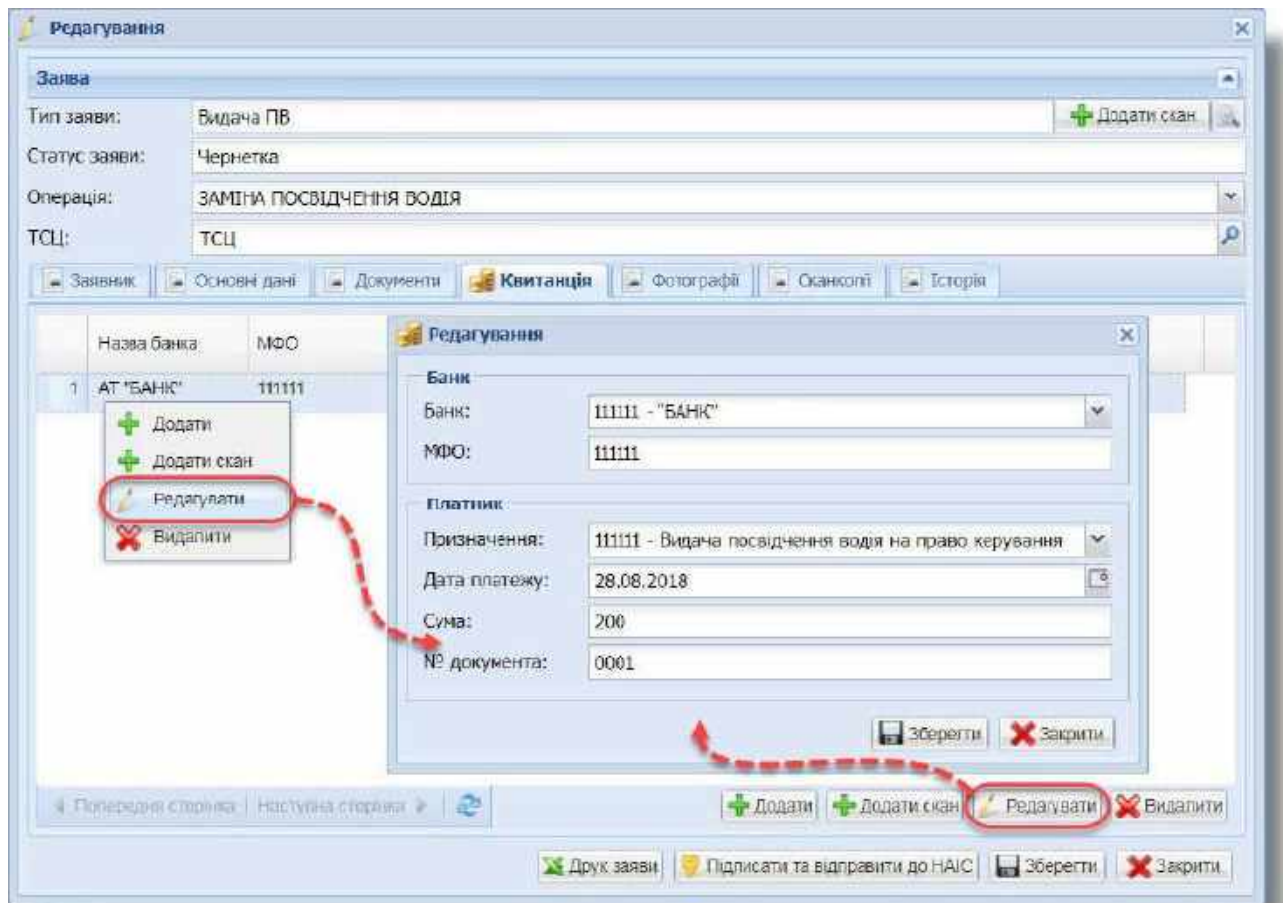 Редагування
Заява
Тип заяви: Видача ПВ Додати скан
Статус заяви: Чернетка
Операція: ЗАМІНА ПОСВІДЧЕННЯ ВОДІЯ
ТСЦ: ТСЦ
Заявник Основні дані Документи Квитанція Фотографії Сканкопії Історія
Назва банка МФО
1 АТ "БАНК" 111111
Додати
Додати скан
Редагувати
Видалити
Редагування
Банк
Банк: 111111 - "БАНК"
МФО: 111111
Платник
Призначення: 111111 - Видача посвідчення водія на право керування
Дата платежу: 28.08.2018
Сума: 200
№ документа: 0001
Зберегти Закрити
Попередня сторінка Наступна сторінка Додати Додати скан Редагувати Видалити
Друк заяви Підписати та відправити до НАІС Зберегти Закрити